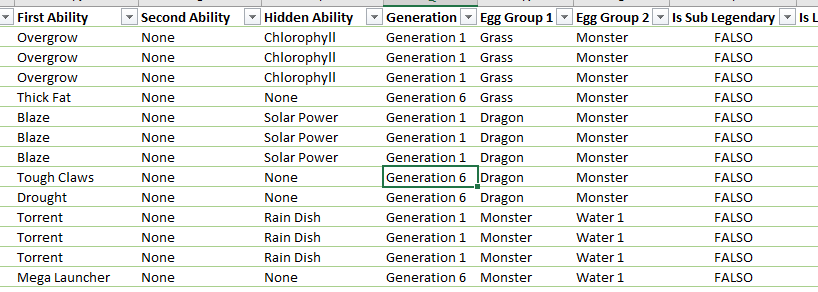 First Ability Second Ability Hidden Ability Generation Egg Group 1 Egg Group 2 Is Sub Legendary Is L
Overgrow None Chlorophyll Generation 1 Grass Monster FALSO
Overgrow None Chlorophyll Generation 1 Grass Monster FALSO
Overgrow None Chlorophyll Generation 1 Grass Monster FALSO
Thick Fat None None Generation 6 Grass Monster FALSO
Blaze None Solar Power Generation 1 Dragon Monster FALSO
Blaze None Solar Power Generation 1 Dragon Monster FALSO
Blaze None Solar Power Generation 1 Dragon Monster FALSO
Tough Claws None None Generation 6 Dragon Monster FALSO
Drought None None Generation 6 Dragon Monster FALSO
Torrent None Rain Dish Generation 1 Monster Water 1 FALSO
Torrent None Rain Dish Generation 1 Monster Water 1 FALSO
Torrent None Rain Dish Generation 1 Monster Water 1 FALSO
Mega Launcher None None Generation 6 Monster Water 1 FALSO